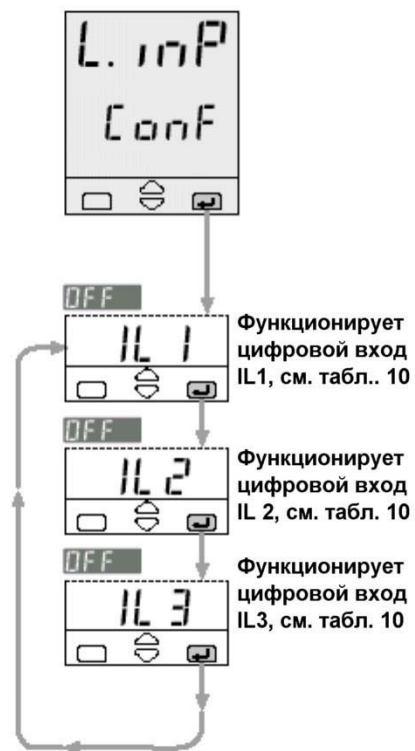 L. inP
ConF
OFF
IL 1
Функционирует
цифровой вход
IL1, см. табл.. 10
OFF
IL 2
Функционирует
цифровой вход
IL 2, см. табл. 10
OFF
IL 3
Функционирует
цифровой вход
IL3, см. табл. 10